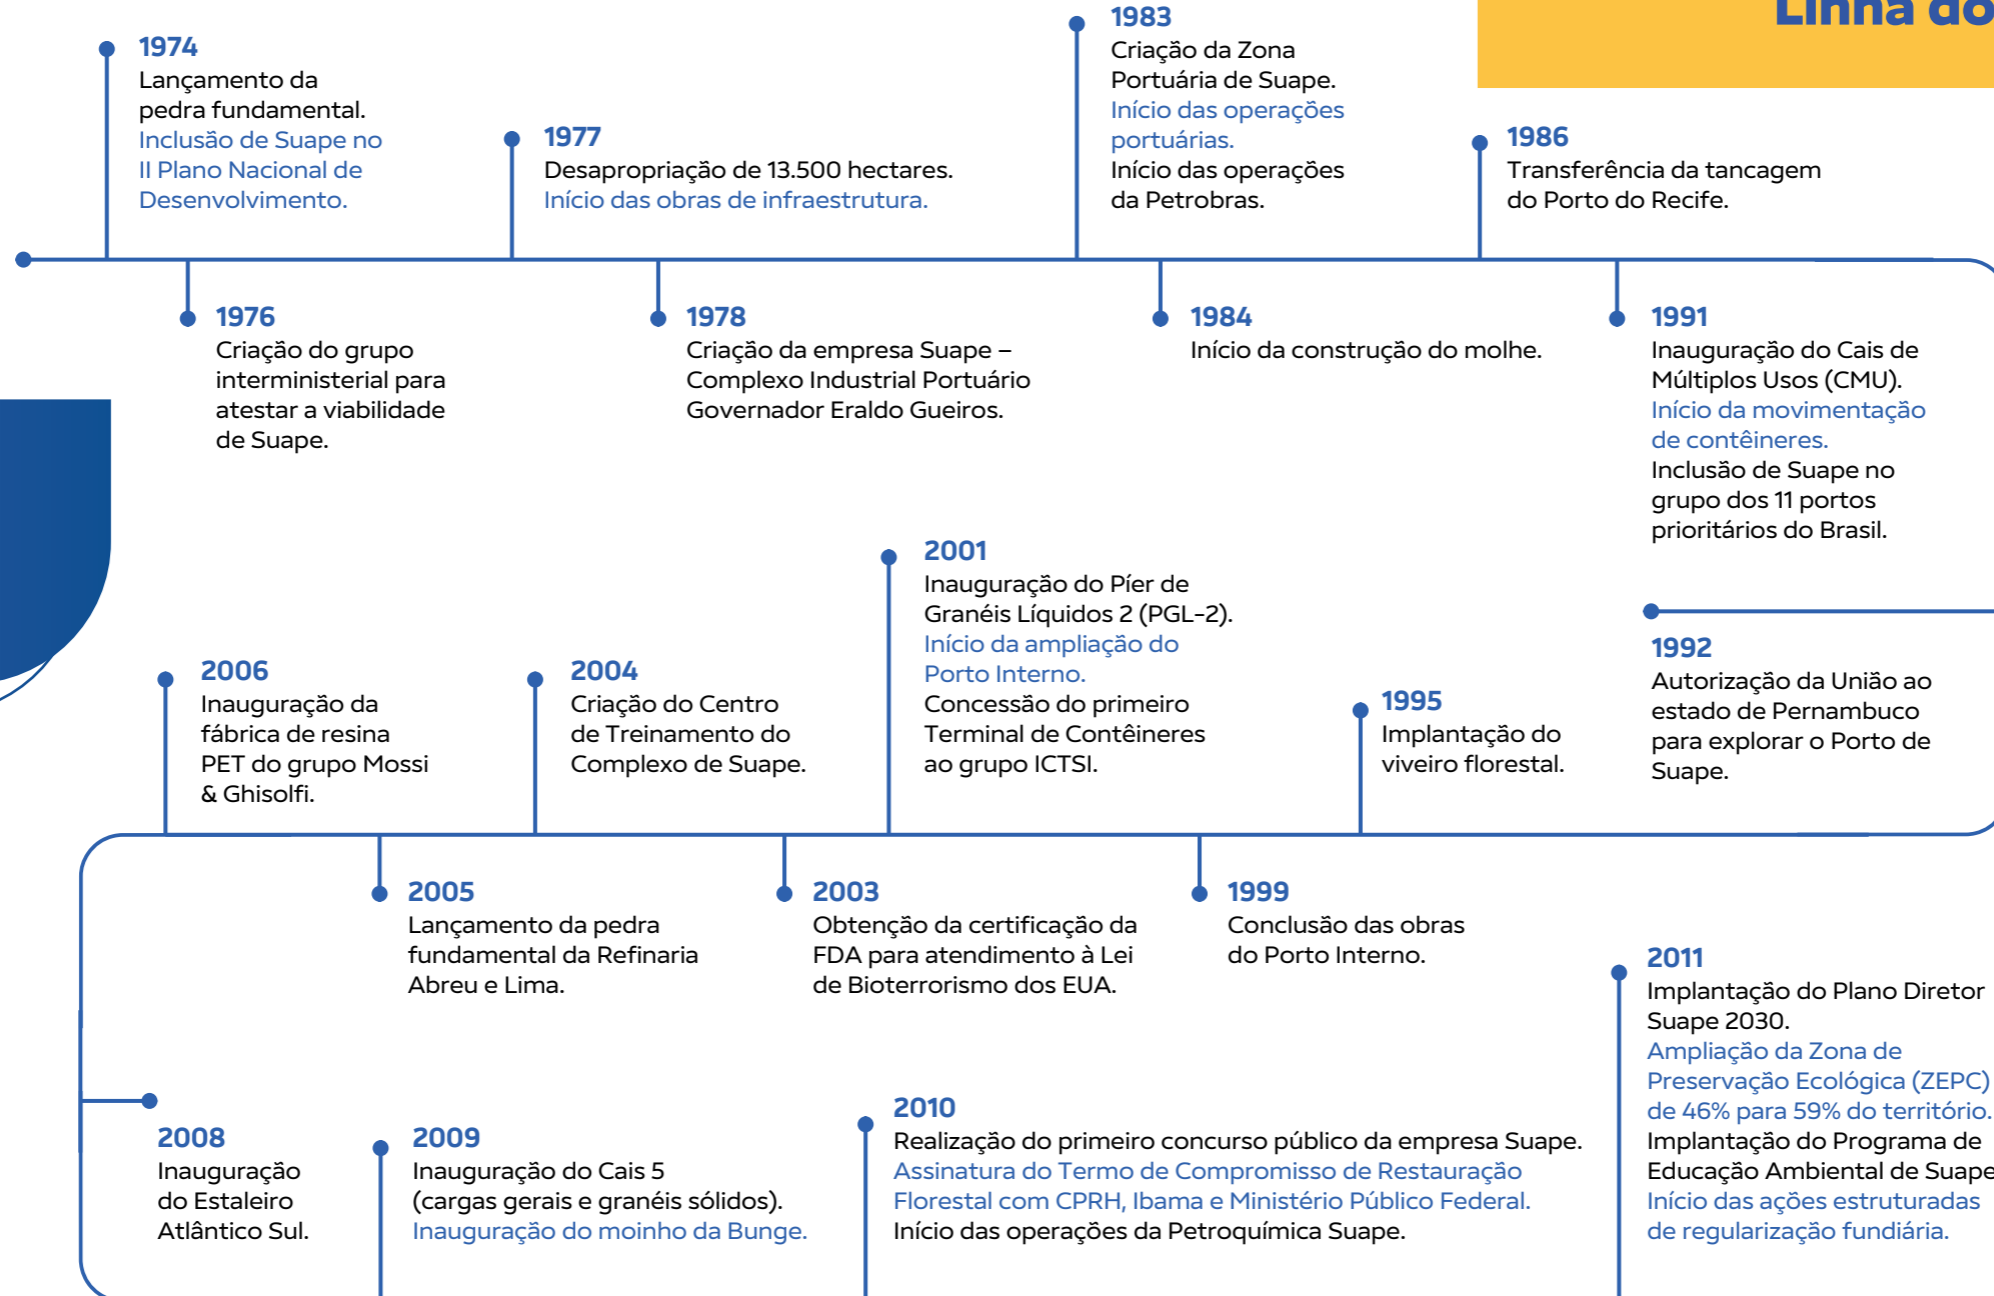 Linha do
1974
Lançamento da
pedra fundamental.
Inclusão de Suape no
II Plano Nacional de
Desenvolvimento.
1976
Criação do grupo
interministerial para
atestar a viabilidade
de Suape.
1977
Desapropriação de 13.500 hectares.
Início das obras de infraestrutura.
1978
Criação da empresa Suape –
Complexo Industrial Portuário
Governador Eraldo Gueiros.
1983
Criação da Zona
Portuária de Suape.
Início das operações
portuárias.
Início das operações
da Petrobras.
1984
Início da construção do molhe.
1986
Transferência da tancagem
do Porto do Recife.
1991
Inauguração do Cais de
Múltiplos Usos (CMU).
Início da movimentação
de contêineres.
Inclusão de Suape no
grupo dos 11 portos
prioritários do Brasil.
1992
Autorização da União ao
estado de Pernambuco
para explorar o Porto de
Suape.
1995
Implantação do
viveiro florestal.
1999
Conclusão das obras
do Porto Interno.
2001
Inauguração do Píer de
Granéis Líquidos 2 (PGL-2).
Início da ampliação do
Porto Interno.
Concessão do primeiro
Terminal de Contêineres
ao grupo ICTSI.
2003
Obtenção da certificação da
FDA para atendimento à Lei
de Bioterrorismo dos EUA.
2004
Criação do Centro
de Treinamento do
Complexo de Suape.
2005
Lançamento da pedra
fundamental da Refinaria
Abreu e Lima.
2006
Inauguração da
fábrica de resina
PET do grupo Mossi
& Ghisolfi.
2008
Inauguração
do Estaleiro
Atlântico Sul.
2009
Inauguração do Cais 5
(cargas gerais e granéis sólidos).
Inauguração do moinho da Bunge.
2010
Realização do primeiro concurso público da empresa Suape.
Assinatura do Termo de Compromisso de Restauração
Florestal com CPRH, Ibama e Ministério Público Federal.
Início das operações da Petroquímica Suape.
2011
Implantação do Plano Diretor
Suape 2030.
Ampliação da Zona de
Preservação Ecológica (ZEPC)
de 46% para 59% do território.
Implantação do Programa de
Educação Ambiental de Suape
Início das ações estruturadas
de regularização fundiária.